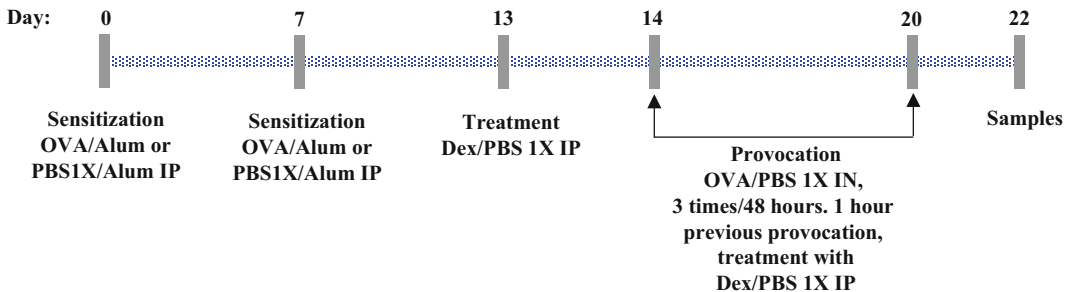 Day: 0 7 13 14 20 22
Sensitization
OVA/Alum or
PBS1X/Alum IP
Sensitization
OVA/Alum or
PBS1X/Alum IP
Treatment
Dex/PBS 1X IP
Provocation
OVA/PBS 1X IN,
3 times/48 hours. 1 hour
previous provocation,
treatment with
Dex/PBS 1X IP
Samples